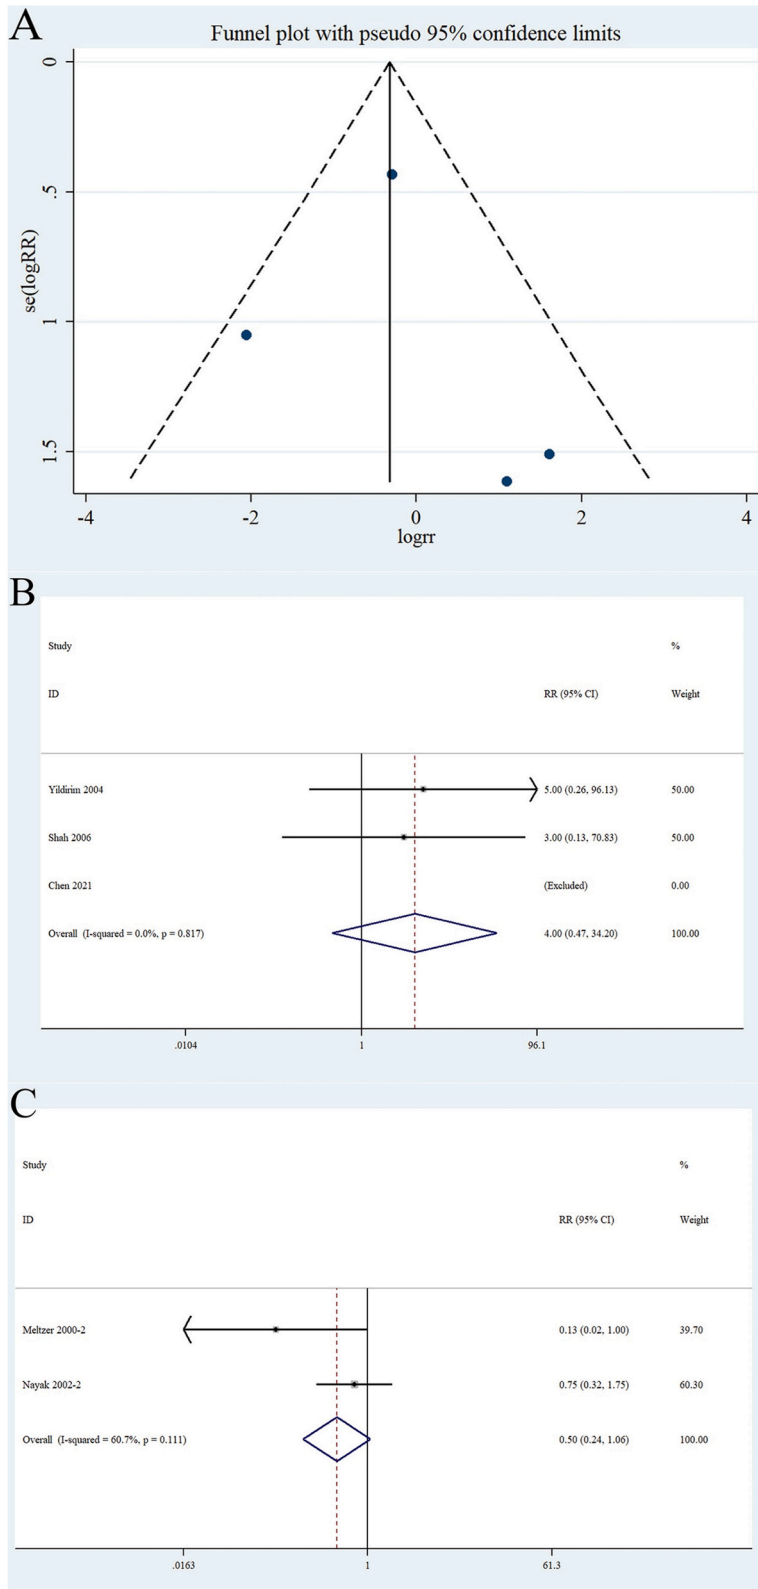 A
Funnel plot with pseudo 95% confidence limits
se(logRR)
0
.5
1
1.5
-4 -2 0 2 4
logrr
B
Study %
ID RR (95% CI) Weight
Yildirim 2004 5.00 (0.26, 96.13) 50.00
Shah 2006 3.00 (0.13, 70.83) 50.00
Chen 2021 (Excluded) 0.00
Overall (I-squared = 0.0%, p = 0.817) 4.00 (0.47, 34.20) 100.00
.0104 1 96.1
C
Study %
ID RR (95% CI) Weight
Meltzer 2000-2 0.13 (0.02, 1.00) 39.70
Nayak 2002-2 0.75 (0.32, 1.75) 60.30
Overall (I-squared = 60.7%, p = 0.111) 0.50 (0.24, 1.06) 100.00
.0163 1 61.3